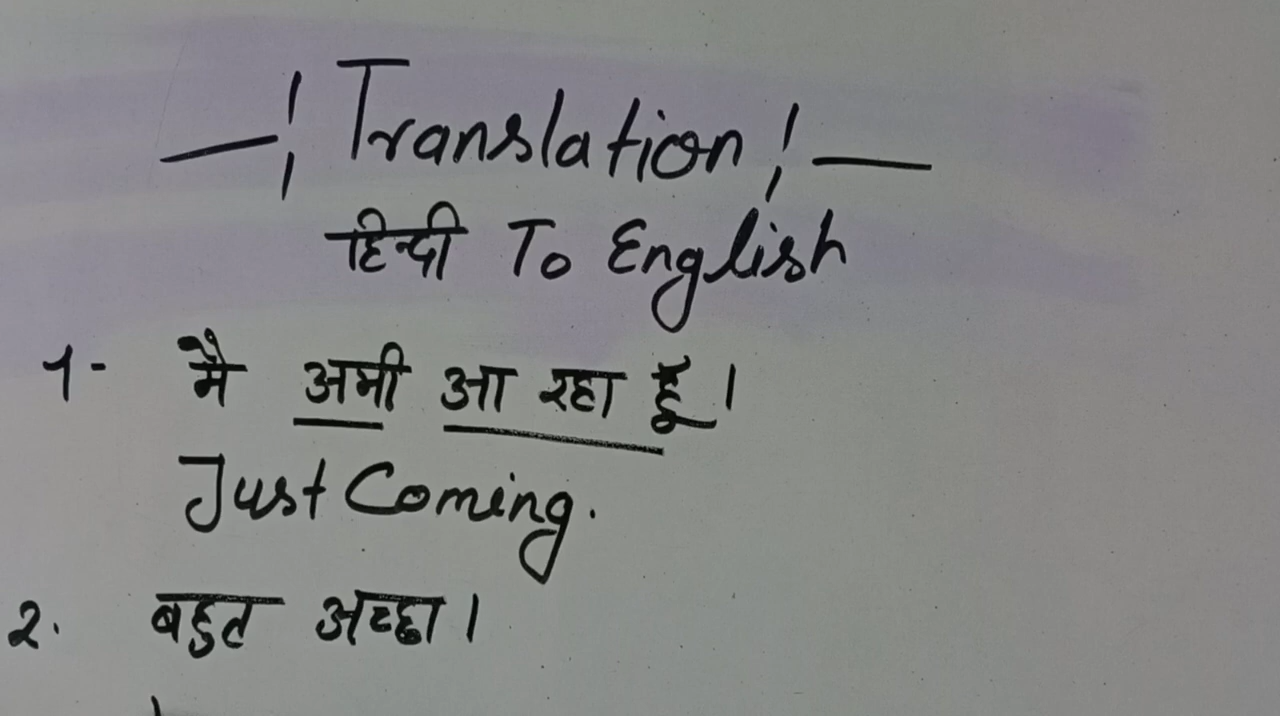 —¦ Translation ¦—
हिन्दी To English
1- मै अभी आ रहा हूँ।
Just Coming.
2. बहुत अच्छा।